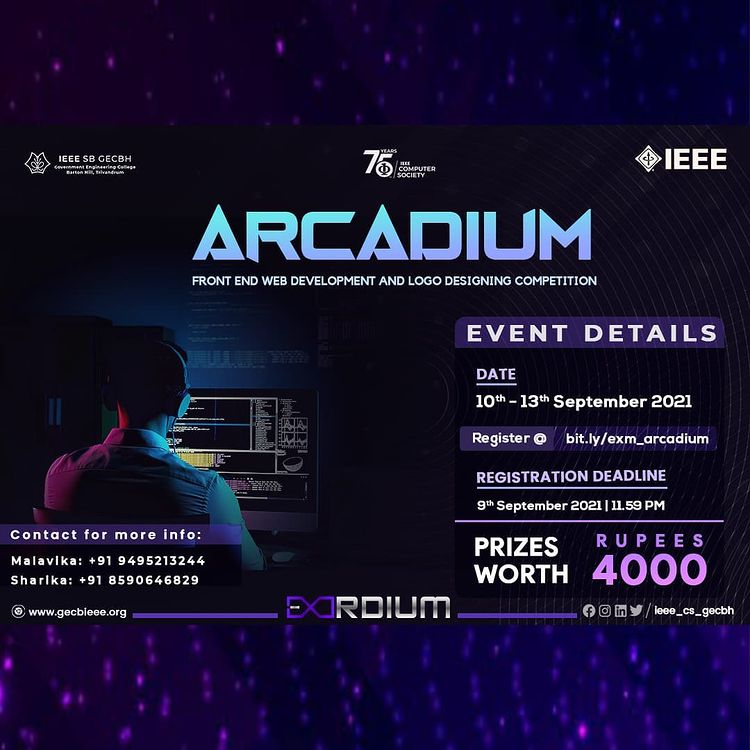 IEEE SB GECBH
Government Engineering College
Barton Hill, Trivandrum
75 YEARS
IEEE
COMPUTER
SOCIETY
IEEE
ARCADIUM
FRONT END WEB DEVELOPMENT AND LOGO DESIGNING COMPETITION
EVENT DETAILS
DATE
10th - 13th September 2021
Register @ bit.ly/exm_arcadium
REGISTRATION DEADLINE
9th September 2021 | 11.59 PM
PRIZES
WORTH
RUPEES
4000
Contact for more info:
Malavika: +91 9495213244
Sharika: +91 8590646829
www.gecbieee.org
RDIUM
/ieee_cs_gecbh